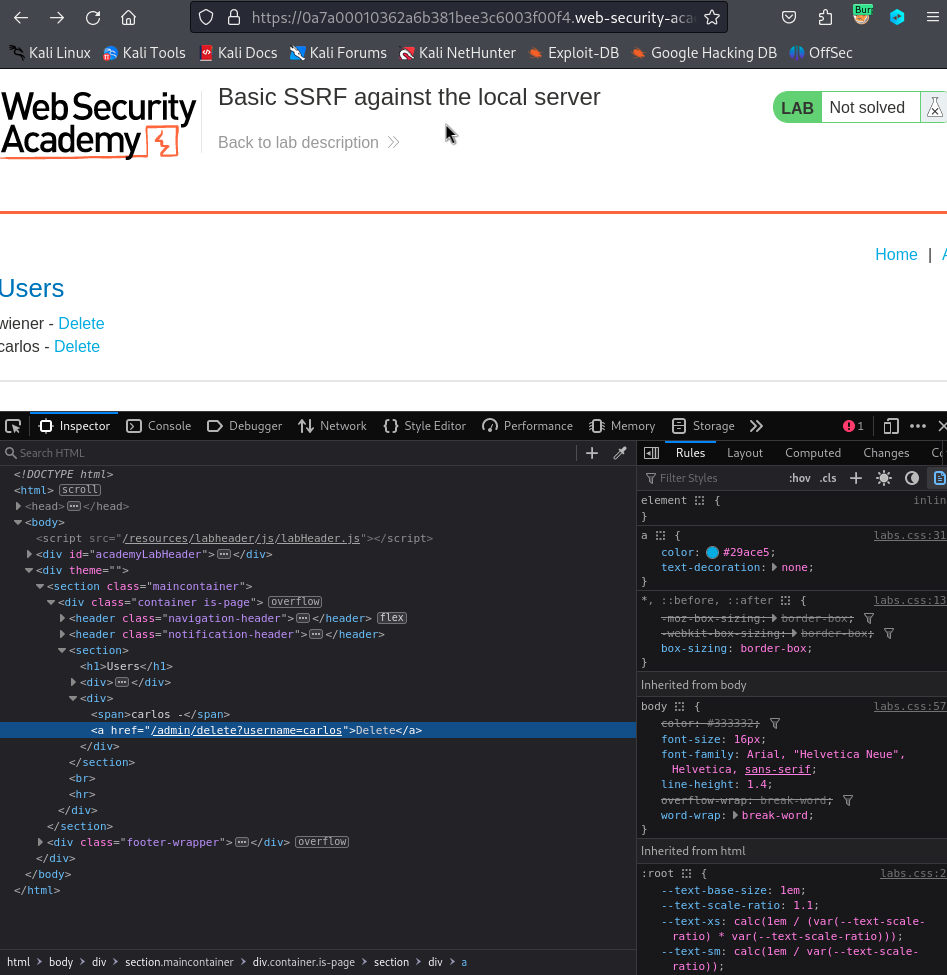 https://0a7a00010362a6b381bee3c6003f00f4.web-security-aca
Burr
Kali Linux Kali Tools Kali Docs Kali Forums Kali NetHunter Exploit-DB Google Hacking DB OffSec
Web Security
Academy
Basic SSRF against the local server
Back to lab description
LAB Not solved
Home | A
Users
wiener - Delete
carlos - Delete
Inspector Console Debugger Network Style Editor Performance Memory Storage 1
Search HTML
<!DOCTYPE html>
<html> scroll
<head> ••• </head>
<body>
<script src="/resources/labheader/js/labHeader.js"></script>
<div id="academyLabHeader"> ••• </div>
<div theme="">
<section class="maincontainer">
<div class="container is-page"> overflow
<header class="navigation-header"> ••• </header> flex
<header class="notification-header"> ••• </header>
<section>
<h1>Users</h1>
<div> ••• </div>
<div>
<span>carlos -</span>
<a href="/admin/delete?username=carlos">Delete</a>
</div>
</section>
<br>
<hr>
</div>
</section>
<div class="footer-wrapper"> ••• </div> overflow
</div>
</body>
</html>
html > body > div > section.maincontainer > div.container.is-page > section > div > a
Rules Layout Computed Changes Co
Filter Styles :hov .cls
element { inlin
}
a { labs.css:31
color: #29ace5;
text-decoration: none;
}
*, ::before, ::after { labs.css:13
-moz-box-sizing: border-box;
-webkit-box-sizing: border-box;
box-sizing: border-box;
}
Inherited from body
body { labs.css:57
color: #333332;
font-size: 16px;
font-family: Arial, "Helvetica Neue",
Helvetica, sans-serif;
line-height: 1.4;
overflow-wrap: break-word;
word-wrap: break-word;
}
Inherited from html
:root { labs.css:2
--text-base-size: 1em;
--text-scale-ratio: 1.1;
--text-xs: calc(1em / (var(--text-scale-
ratio) * var(--text-scale-ratio)));
--text-sm: calc(1em / var(--text-scale-
ratio));